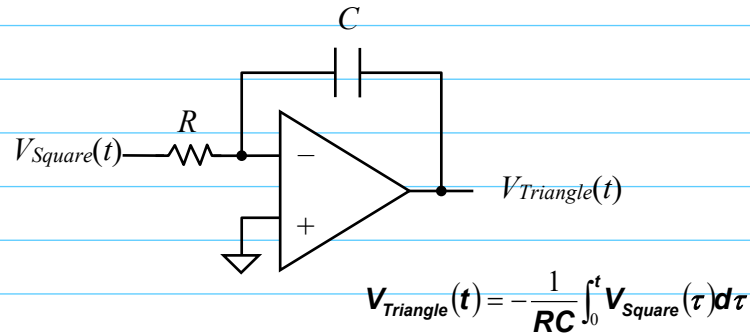 C
R
V_Square(t)
−
+
V_Triangle(t)
V_Triangle(t) = −1/RC ∫₀ᵗ V_Square(τ)dτ